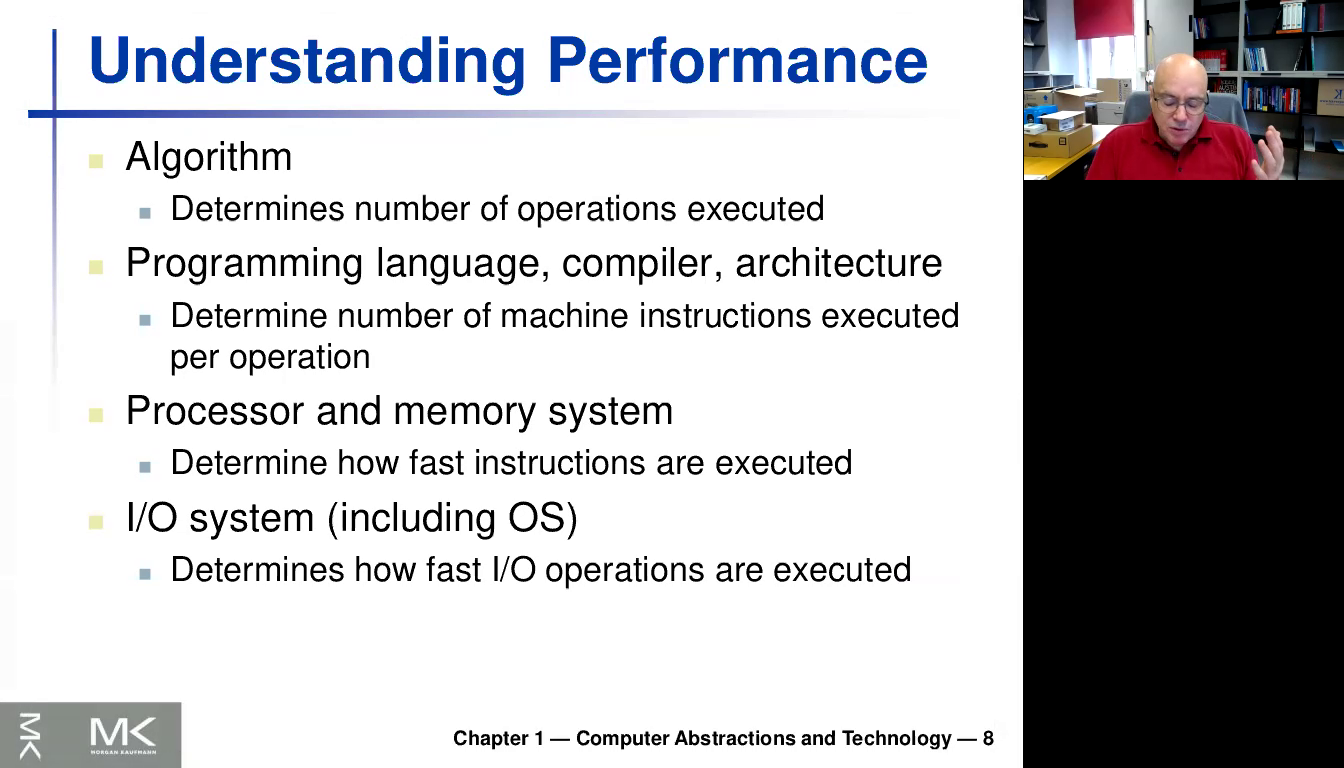 Understanding Performance
Algorithm
Determines number of operations executed
Programming language, compiler, architecture
Determine number of machine instructions executed
per operation
Processor and memory system
Determine how fast instructions are executed
I/O system (including OS)
Determines how fast I/O operations are executed
MK
MK
MORGAN KAUFMANN
Chapter 1 — Computer Abstractions and Technology — 8